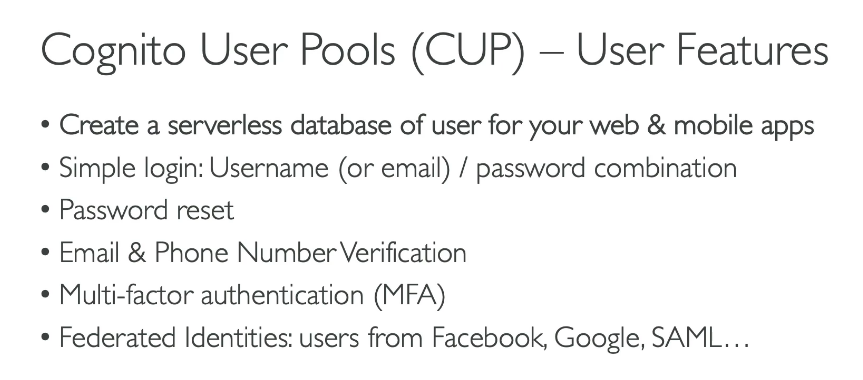 Cognito User Pools (CUP) – User Features
• Create a serverless database of user for your web & mobile apps
• Simple login: Username (or email) / password combination
• Password reset
• Email & Phone Number Verification
• Multi-factor authentication (MFA)
• Federated Identities: users from Facebook, Google, SAML…